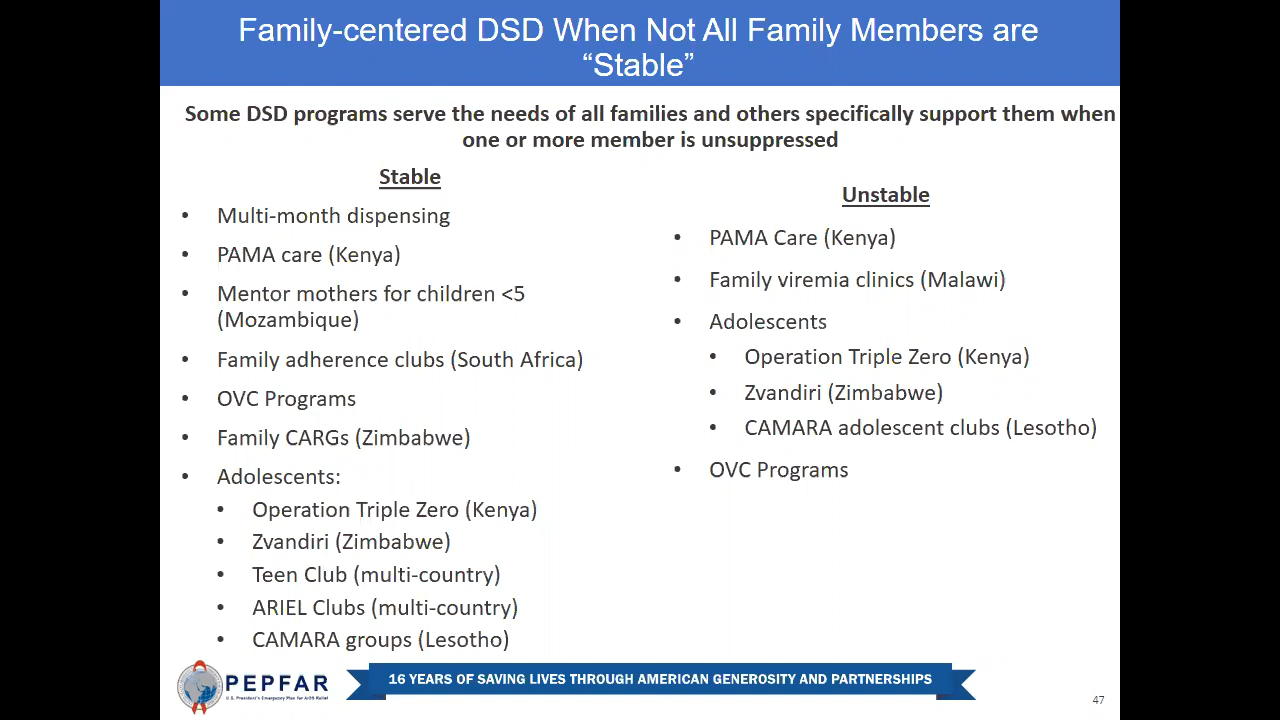 Family-centered DSD When Not All Family Members are
“Stable”
Some DSD programs serve the needs of all families and others specifically support them when
one or more member is unsuppressed
Stable
• Multi-month dispensing
• PAMA care (Kenya)
• Mentor mothers for children <5
(Mozambique)
• Family adherence clubs (South Africa)
• OVC Programs
• Family CARGs (Zimbabwe)
• Adolescents:
• Operation Triple Zero (Kenya)
• Zvandiri (Zimbabwe)
• Teen Club (multi-country)
• ARIEL Clubs (multi-country)
• CAMARA groups (Lesotho)
Unstable
• PAMA Care (Kenya)
• Family viremia clinics (Malawi)
• Adolescents
• Operation Triple Zero (Kenya)
• Zvandiri (Zimbabwe)
• CAMARA adolescent clubs (Lesotho)
• OVC Programs
PEPFAR
U.S. President's Emergency Plan for AIDS Relief
16 YEARS OF SAVING LIVES THROUGH AMERICAN GENEROSITY AND PARTNERSHIPS
47